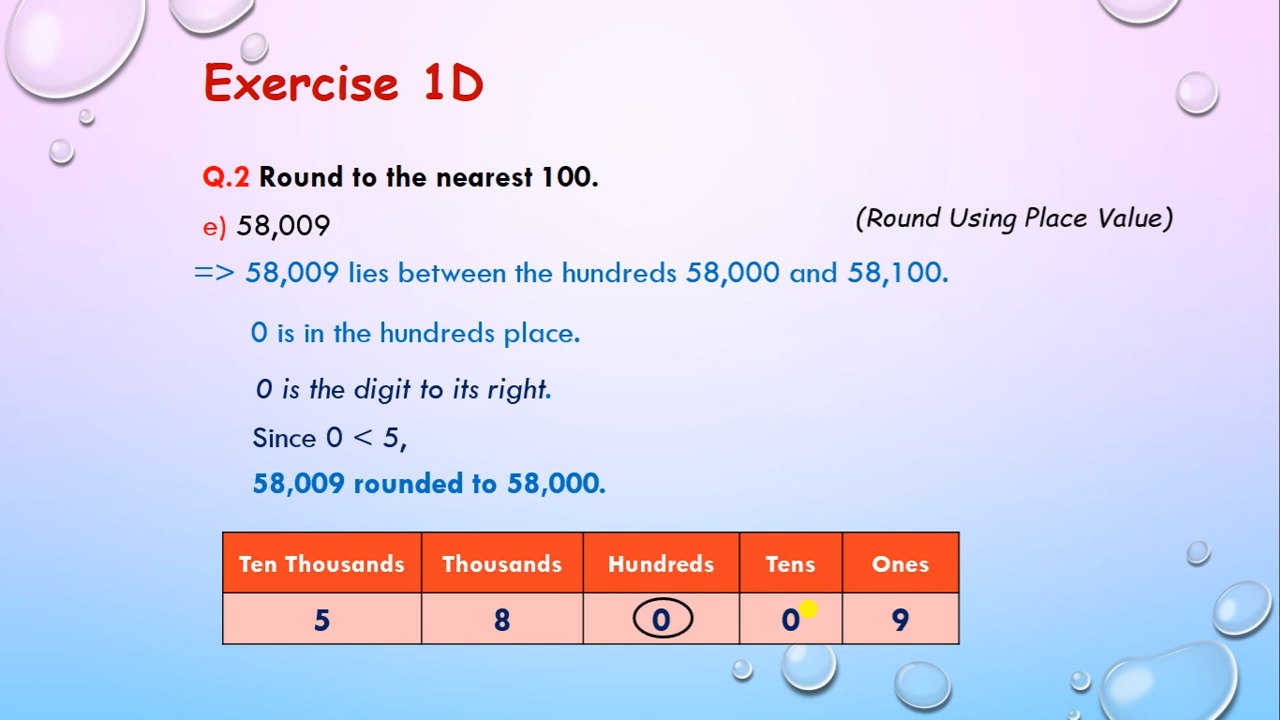 Exercise 1D
Q.2 Round to the nearest 100.
e) 58,009
(Round Using Place Value)
=> 58,009 lies between the hundreds 58,000 and 58,100.
0 is in the hundreds place.
0 is the digit to its right.
Since 0 < 5,
58,009 rounded to 58,000.
Ten Thousands Thousands Hundreds Tens Ones
5 8 0 0 9